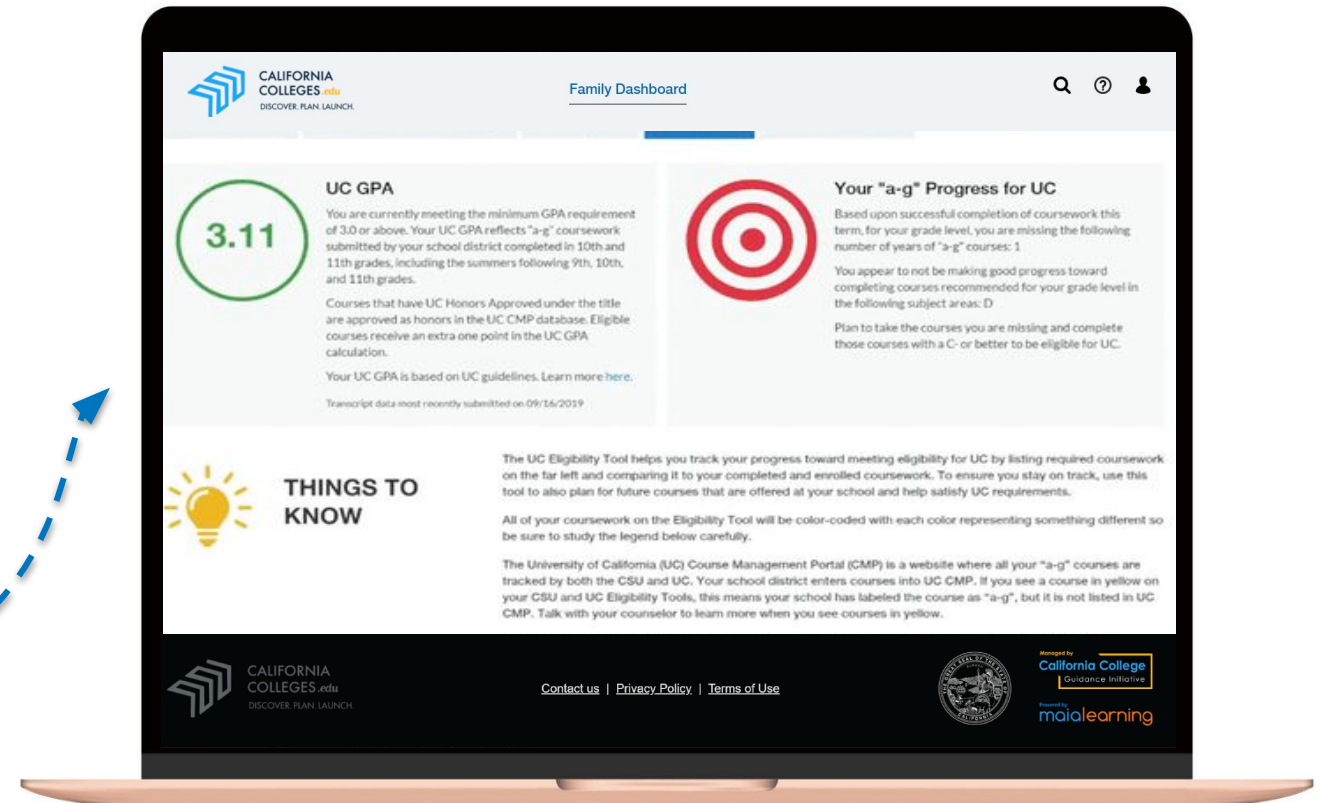 CALIFORNIA
COLLEGES.edu
DISCOVER. PLAN. LAUNCH.
Family Dashboard
3.11
UC GPA
You are currently meeting the minimum GPA requirement
of 3.0 or above. Your UC GPA reflects "a-g" coursework
submitted by your school district completed in 10th and
11th grades, including the summers following 9th, 10th,
and 11th grades.
Courses that have UC Honors Approved under the title
are approved as honors in the UC CMP database. Eligible
courses receive an extra one point in the UC GPA
calculation.
Your UC GPA is based on UC guidelines. Learn more here.
Transcript data most recently submitted on 09/16/2019
Your "a-g" Progress for UC
Based upon successful completion of coursework this
term, for your grade level, you are missing the following
number of years of "a-g" courses: 1
You appear to not be making good progress toward
completing courses recommended for your grade level in
the following subject areas: D
Plan to take the courses you are missing and complete
those courses with a C- or better to be eligible for UC.
THINGS TO
KNOW
The UC Eligibility Tool helps you track your progress toward meeting eligibility for UC by listing required coursework
on the far left and comparing it to your completed and enrolled coursework. To ensure you stay on track, use this
tool to also plan for future courses that are offered at your school and help satisfy UC requirements.
All of your coursework on the Eligibility Tool will be color-coded with each color representing something different so
be sure to study the legend below carefully.
The University of California (UC) Course Management Portal (CMP) is a website where all your "a-g" courses are
tracked by both the CSU and UC. Your school district enters courses into UC CMP. If you see a course in yellow on
your CSU and UC Eligibility Tools, this means your school has labeled the course as "a-g", but it is not listed in UC
CMP. Talk with your counselor to learn more when you see courses in yellow.
CALIFORNIA
COLLEGES.edu
DISCOVER. PLAN. LAUNCH.
Contact us | Privacy Policy | Terms of Use
Managed by
California College
Guidance Initiative
Powered by
maialearning